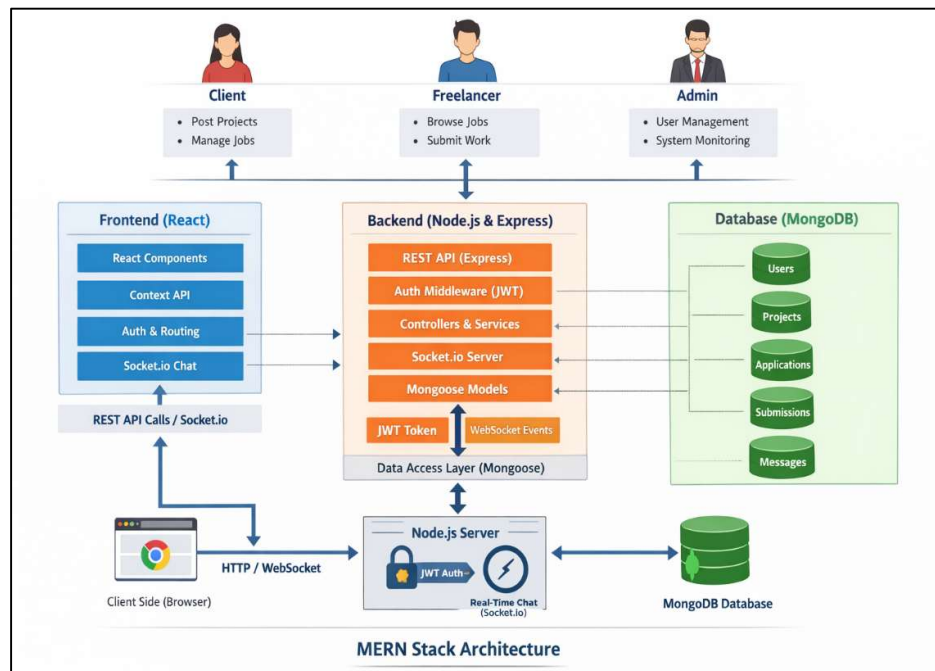 Client
Freelancer
Admin
• Post Projects
• Manage Jobs
• Browse Jobs
• Submit Work
• User Management
• System Monitoring
Frontend (React)
React Components
Context API
Auth & Routing
Socket.io Chat
REST API Calls / Socket.io
Backend (Node.js & Express)
REST API (Express)
Auth Middleware (JWT)
Controllers & Services
Socket.io Server
Mongoose Models
JWT Token
WebSocket Events
Data Access Layer (Mongoose)
Database (MongoDB)
Users
Projects
Applications
Submissions
Messages
Client Side (Browser)
HTTP / WebSocket
Node.js Server
JWT Auth
Real-Time Chat
(Socket.io)
MongoDB Database
MERN Stack Architecture